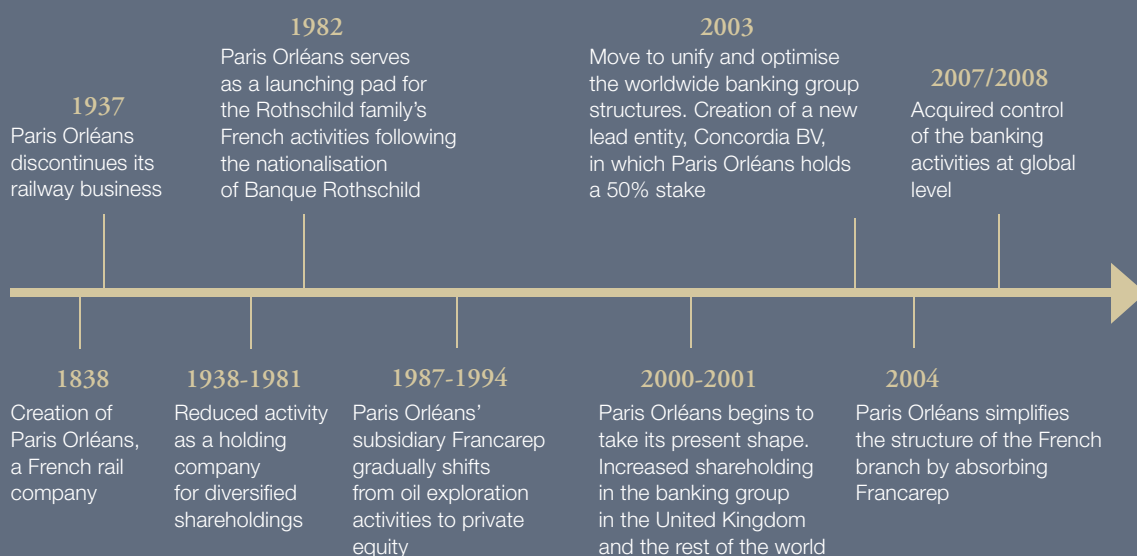 1982
Paris Orléans serves
as a launching pad for
the Rothschild family’s
French activities following
the nationalisation
of Banque Rothschild
2003
Move to unify and optimise
the worldwide banking group
structures. Creation of a new
lead entity, Concordia BV,
in which Paris Orléans holds
a 50% stake
2007/2008
Acquired control
of the banking
activities at global
level
1937
Paris Orléans
discontinues its
railway business
1838
Creation of
Paris Orléans,
a French rail
company
1938-1981
Reduced activity
as a holding
company
for diversified
shareholdings
1987-1994
Paris Orléans’
subsidiary Francarep
gradually shifts
from oil exploration
activities to private
equity
2000-2001
Paris Orléans begins to
take its present shape.
Increased shareholding
in the banking group
in the United Kingdom
and the rest of the world
2004
Paris Orléans simplifies
the structure of the French
branch by absorbing
Francarep